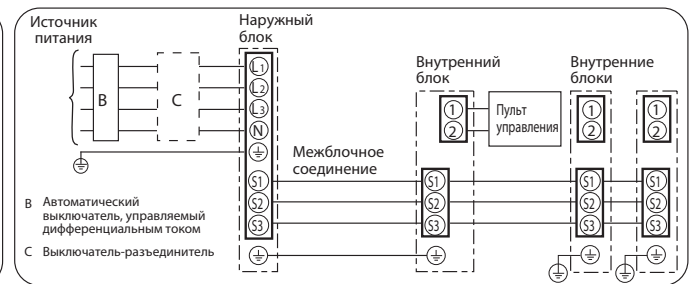 Источник
питания
Наружный
блок
Внутренний
блок
Внутренние
блоки
B
C
L1
L2
L3
N
S1
S2
S3
Межблочное
соединение
1
2
Пульт
управления
S1
S2
S3
1
2
S1
S2
S3
1
2
S1
S2
S3
B Автоматический
выключатель, управляемый
дифференциальным током
C Выключатель-разъединитель